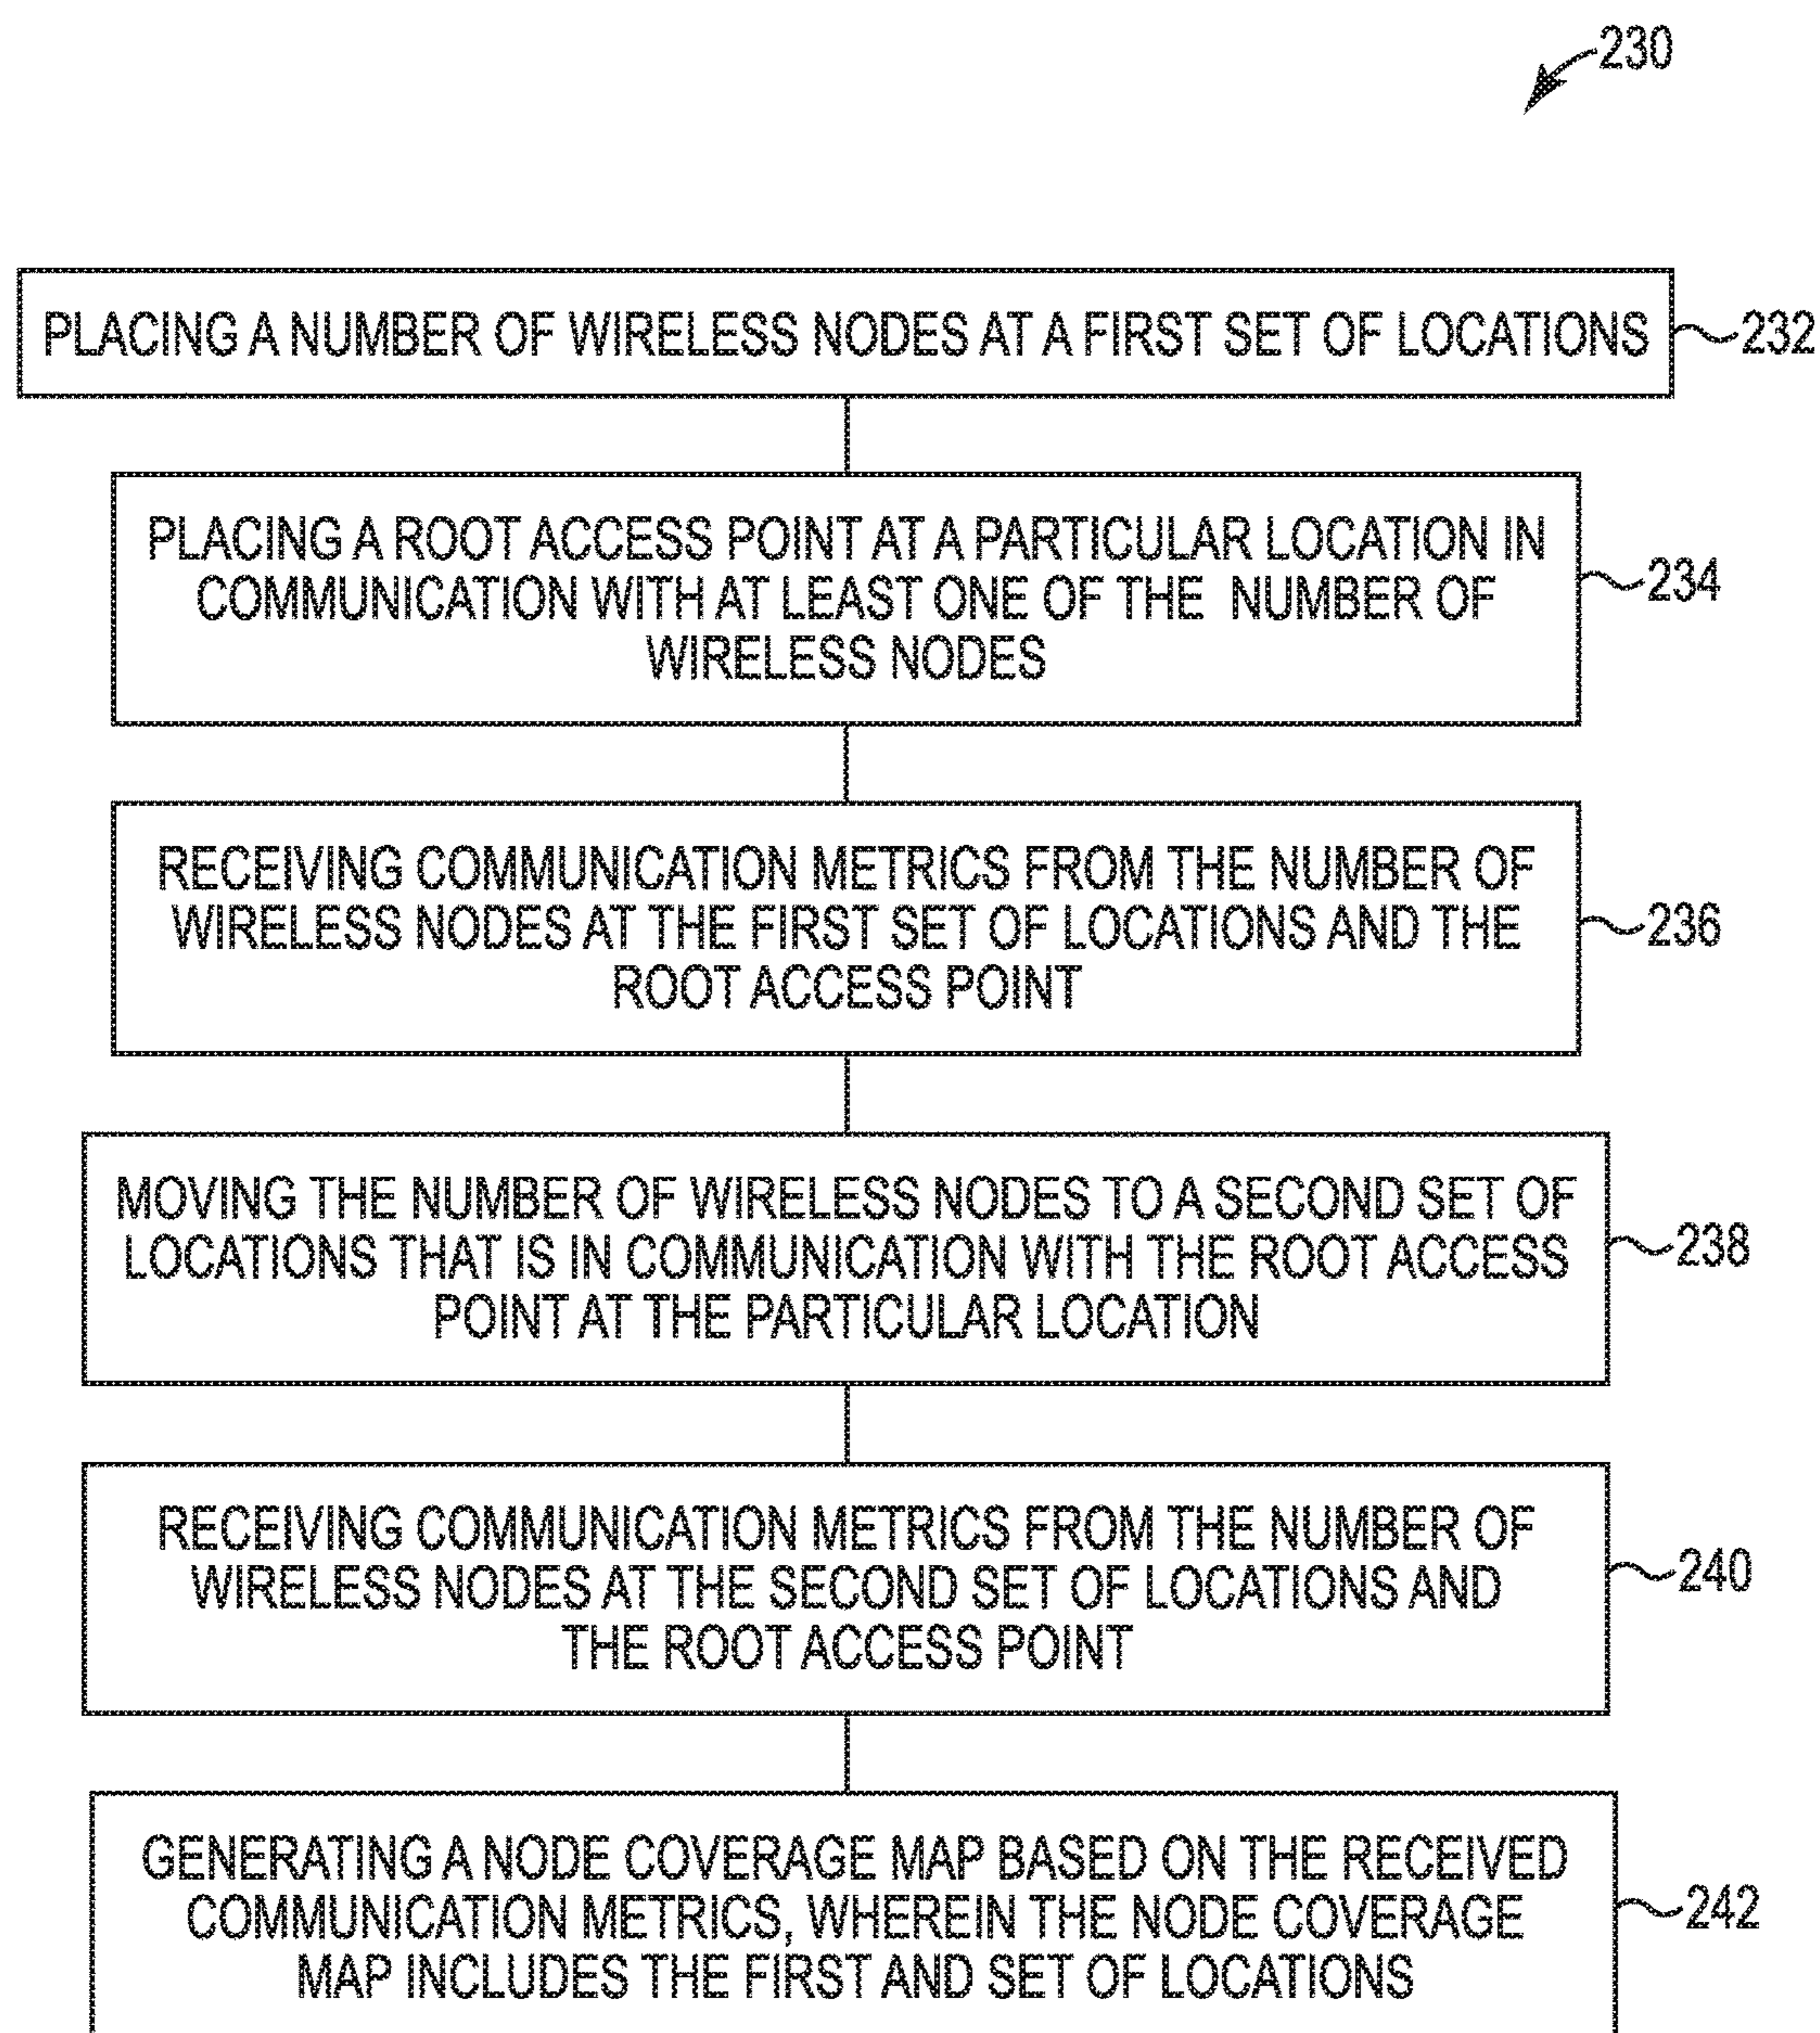 230
PLACING A NUMBER OF WIRELESS NODES AT A FIRST SET OF LOCATIONS
232
PLACING A ROOT ACCESS POINT AT A PARTICULAR LOCATION IN
COMMUNICATION WITH AT LEAST ONE OF THE NUMBER OF
WIRELESS NODES
234
RECEIVING COMMUNICATION METRICS FROM THE NUMBER OF
WIRELESS NODES AT THE FIRST SET OF LOCATIONS AND THE
ROOT ACCESS POINT
236
MOVING THE NUMBER OF WIRELESS NODES TO A SECOND SET OF
LOCATIONS THAT IS IN COMMUNICATION WITH THE ROOT ACCESS
POINT AT THE PARTICULAR LOCATION
238
RECEIVING COMMUNICATION METRICS FROM THE NUMBER OF
WIRELESS NODES AT THE SECOND SET OF LOCATIONS AND
THE ROOT ACCESS POINT
240
GENERATING A NODE COVERAGE MAP BASED ON THE RECEIVED
COMMUNICATION METRICS, WHEREIN THE NODE COVERAGE
MAP INCLUDES THE FIRST AND SET OF LOCATIONS
242